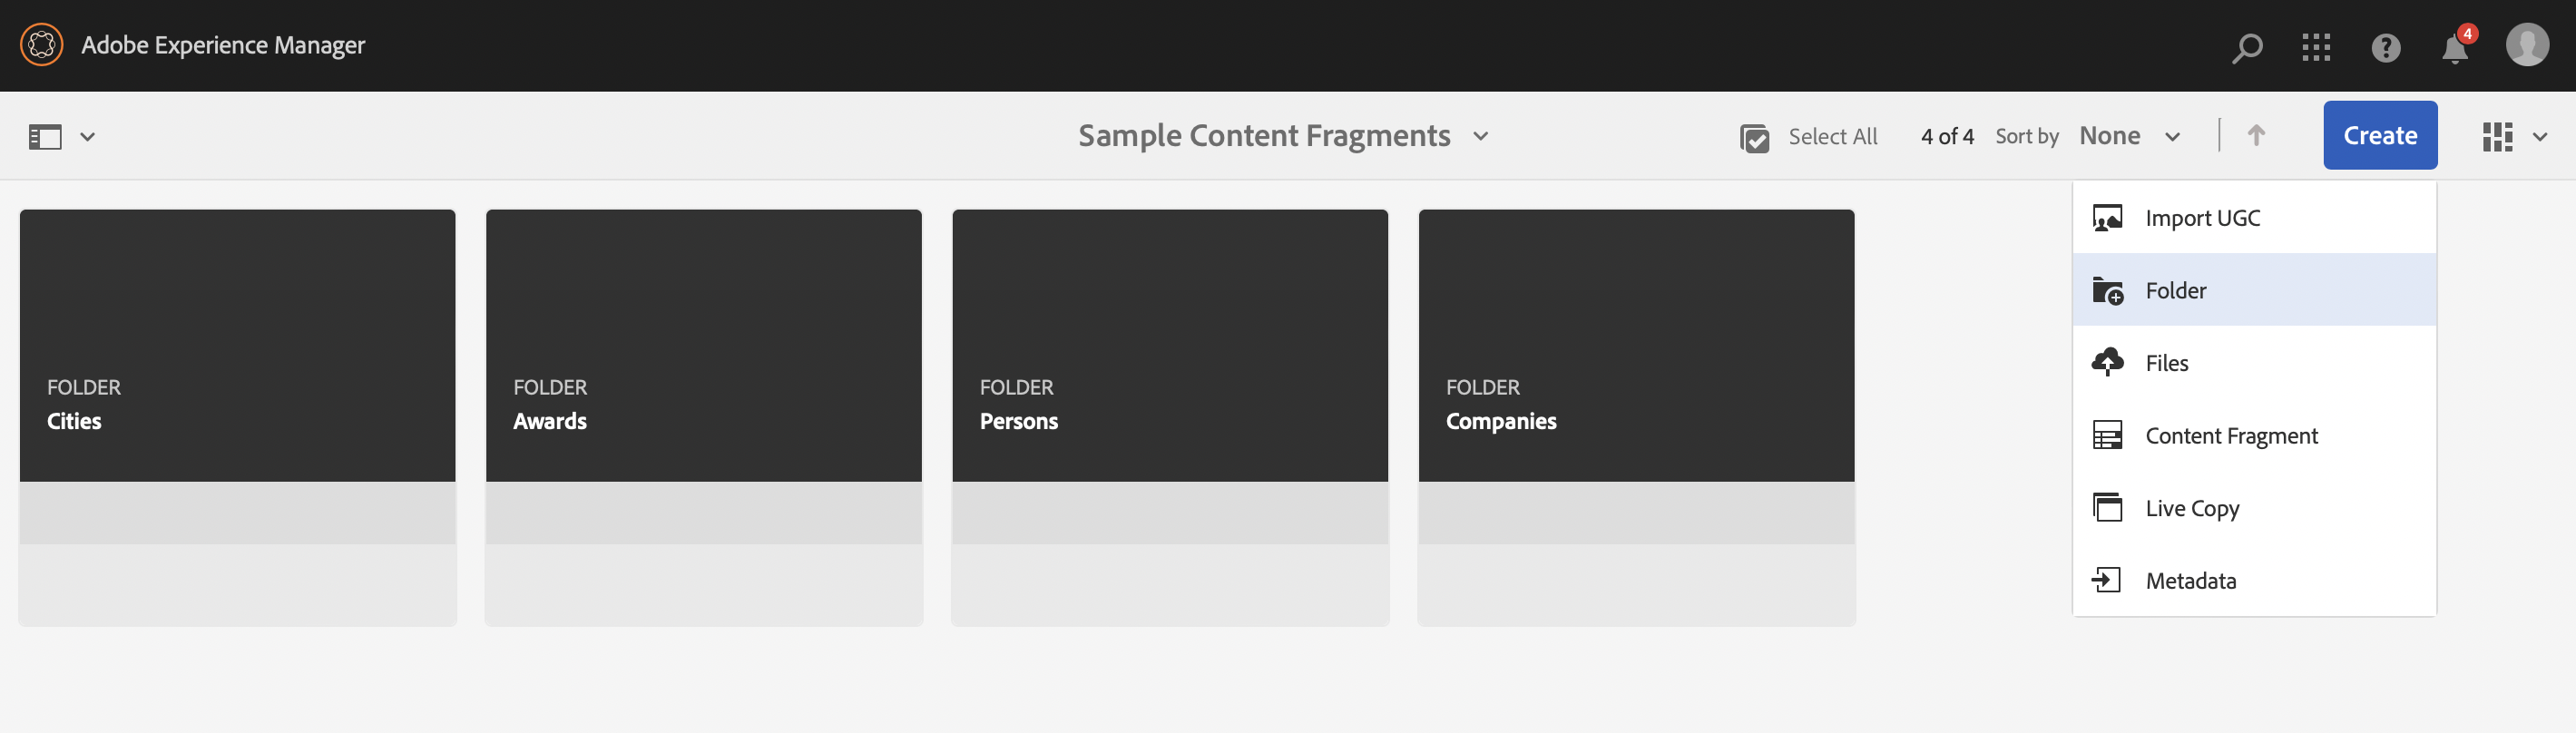 Adobe Experience Manager
4
Sample Content Fragments
Select All
4 of 4
Sort by
None
Create
FOLDER
Cities
FOLDER
Awards
FOLDER
Persons
FOLDER
Companies
Import UGC
Folder
Files
Content Fragment
Live Copy
Metadata